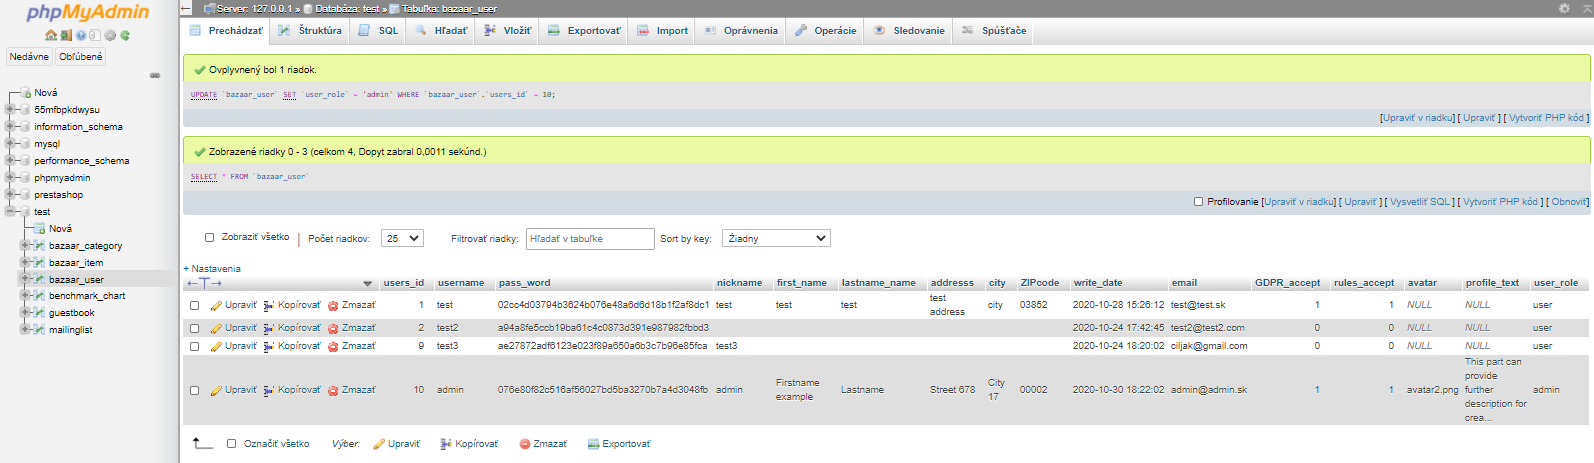 phpMyAdmin
Nedávne Obľúbené
Nová
55mfbpkdwysu
information_schema
mysql
performance_schema
phpmyadmin
prestashop
test
Nová
bazaar_category
bazaar_item
bazaar_user
benchmark_chart
guestbook
mailinglist
Server: 127.0.0.1 » Databáza: test » Tabuľka: bazaar_user
Prechádzať Štruktúra SQL Hľadať Vložiť Exportovať Import Oprávnenia Operácie Sledovanie Spúšťače
Ovplyvnený bol 1 riadok.
UPDATE `bazaar_user` SET `user_role` = 'admin' WHERE `bazaar_user`.`users_id` = 10;
[Upraviť v riadku] [ Upraviť ] [ Vytvoriť PHP kód ]
Zobrazené riadky 0 - 3 (celkom 4, Dopyt zabral 0,0011 sekúnd.)
SELECT * FROM `bazaar_user`
Profilovanie [Upraviť v riadku] [ Upraviť ] [ Vysvetliť SQL ] [ Vytvoriť PHP kód ] [ Obnoviť]
Zobraziť všetko | Počet riadkov: 25 Filtrovať riadky: Hľadať v tabuľke Sort by key: Žiadny
+ Nastavenia
←T→ users_id username pass_word nickname first_name lastname_name addresss city ZIPcode write_date email GDPR_accept rules_accept avatar profile_text user_role
Upraviť Kopírovať Zmazať 1 test 02cc4d03794b3624b076e48a6d6d18b1f2af8dc1 test test test test address city 03852 2020-10-28 15:26:12 test@test.sk 1 1 NULL NULL user
Upraviť Kopírovať Zmazať 2 test2 a94a8fe5ccb19ba61c4c0873d391e987982fbbd3 2020-10-24 17:42:45 test2@test2.com 0 0 NULL NULL user
Upraviť Kopírovať Zmazať 9 test3 ae27872adf6123e023f89a650a6b3c7b96e85fca test3 2020-10-24 18:20:02 ciljak@gmail.com 0 0 NULL NULL user
Upraviť Kopírovať Zmazať 10 admin 076e80f82c516af56027bd5ba3270b7a4d3048fb admin Firstname example Lastname Street 678 City 17 00002 2020-10-30 18:22:02 admin@admin.sk 1 1 avatar2.png This part can provide further description for crea... admin
Označiť všetko Výber: Upraviť Kopírovať Zmazať Exportovať